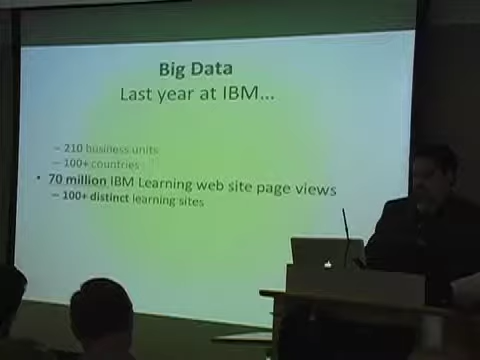 Big Data
Last year at IBM...
– 210 business units
– 100+ countries
• 70 million IBM Learning web site page views
– 100+ distinct learning sites